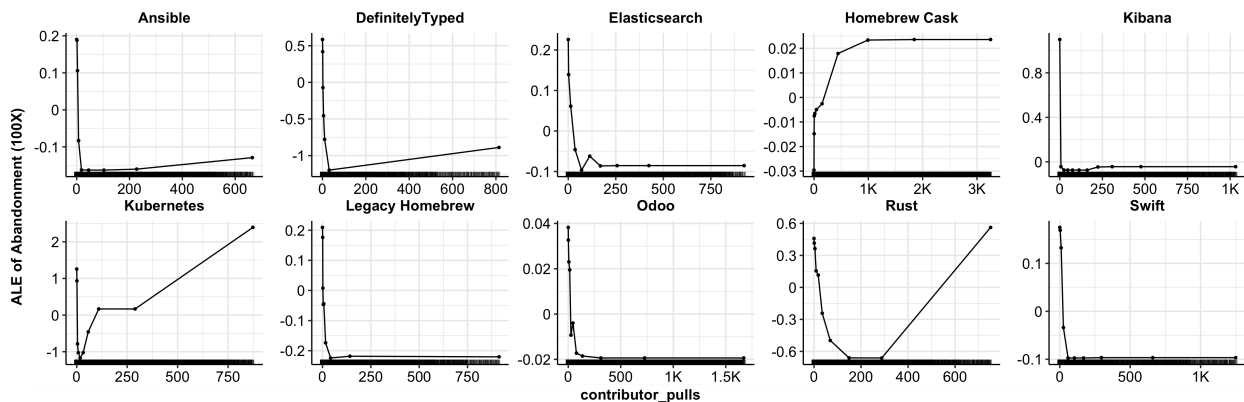 Ansible
DefinitelyTyped
Elasticsearch
Homebrew Cask
Kibana
0.2
0.1
0
-0.1
0 200 400 600
0.5
0
-0.5
-1
0 200 400 600 800
0.2
0.1
0
-0.1
0 250 500 750
0.02
0.01
0
-0.01
-0.02
-0.03
0 1K 2K 3K
0.8
0.4
0
0 250 500 750 1.03K
ALE of Abandonment (100X)
Kubernetes
Legacy Homebrew
Odoo
Rust
Swift
2
1
0
-1
0 250 500 750
0.2
0.1
0
-0.1
-0.2
0 250 500 750
0.04
0.02
0
-0.02
0 500 1K 1.5K
0.6
0.3
0
-0.3
-0.6
0 200 400 600
0.1
0
-0.1
0 500 1K
contributor_pulls